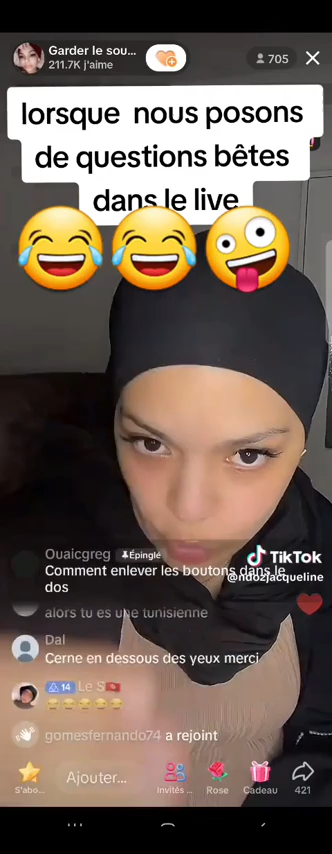 Garder le sou...
211.7K j'aime
705
lorsque nous posons
de questions bêtes
dans le live
Ouaicgreg Épinglé
Comment enlever les boutons dans le
dos
TikTok
@ndozjacqueline
alors tu es une tunisienne
Dal
Cerne en dessous des yeux merci
14 Le S
gomesfernando74 a rejoint
S'abo...
Ajouter...
Invités ...
Rose
Cadeau
421